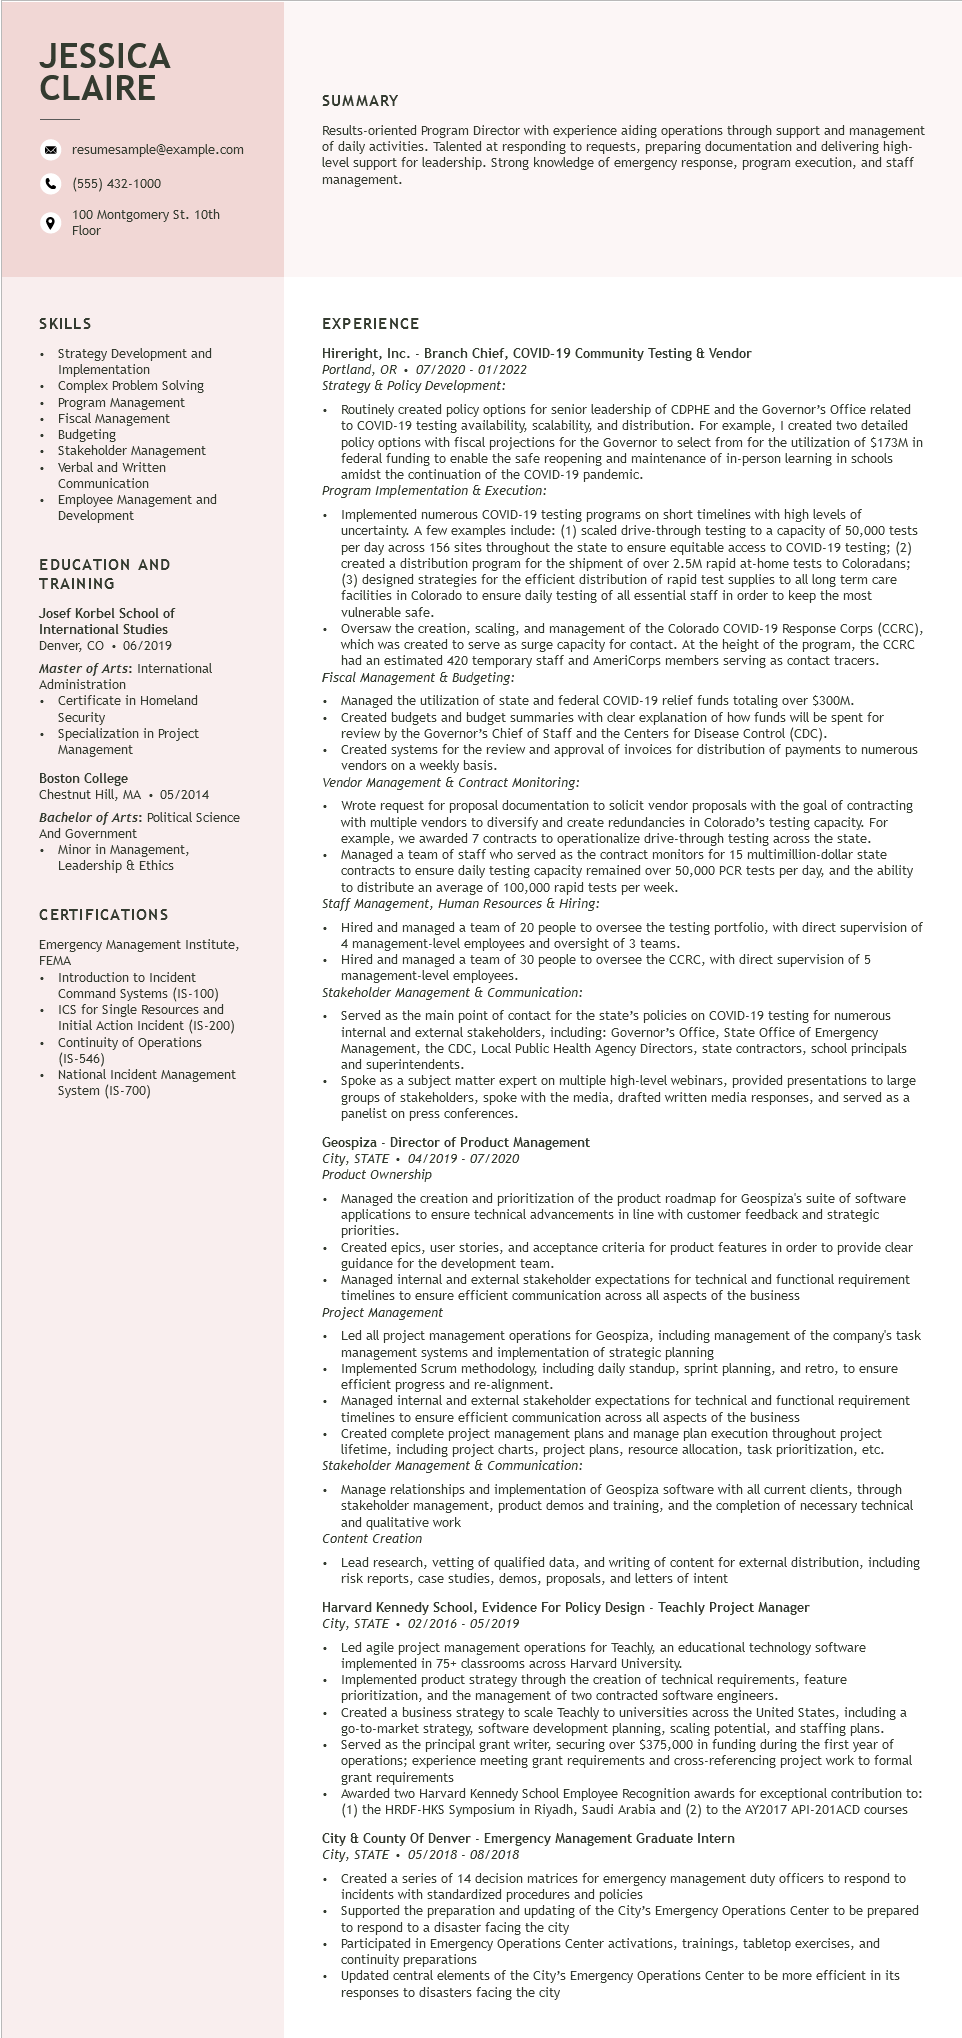 JESSICA
CLAIRE
resumesample@example.com
(555) 432-1000
100 Montgomery St. 10th
Floor
SUMMARY
Results-oriented Program Director with experience aiding operations through support and management
of daily activities. Talented at responding to requests, preparing documentation and delivering high-
level support for leadership. Strong knowledge of emergency response, program execution, and staff
management.
SKILLS
• Strategy Development and
Implementation
• Complex Problem Solving
• Program Management
• Fiscal Management
• Budgeting
• Stakeholder Management
• Verbal and Written
Communication
• Employee Management and
Development
EDUCATION AND
TRAINING
Josef Korbel School of
International Studies
Denver, CO • 06/2019
Master of Arts: International
Administration
• Certificate in Homeland
Security
• Specialization in Project
Management
Boston College
Chestnut Hill, MA • 05/2014
Bachelor of Arts: Political Science
And Government
• Minor in Management,
Leadership & Ethics
CERTIFICATIONS
Emergency Management Institute,
FEMA
• Introduction to Incident
Command Systems (IS-100)
• ICS for Single Resources and
Initial Action Incident (IS-200)
• Continuity of Operations
(IS-546)
• National Incident Management
System (IS-700)
EXPERIENCE
Hireright, Inc. - Branch Chief, COVID-19 Community Testing & Vendor
Portland, OR • 07/2020 - 01/2022
Strategy & Policy Development:
• Routinely created policy options for senior leadership of CDPHE and the Governor’s Office related
to COVID-19 testing availability, scalability, and distribution. For example, I created two detailed
policy options with fiscal projections for the Governor to select from for the utilization of $173M in
federal funding to enable the safe reopening and maintenance of in-person learning in schools
amidst the continuation of the COVID-19 pandemic.
Program Implementation & Execution:
• Implemented numerous COVID-19 testing programs on short timelines with high levels of
uncertainty. A few examples include: (1) scaled drive-through testing to a capacity of 50,000 tests
per day across 156 sites throughout the state to ensure equitable access to COVID-19 testing; (2)
created a distribution program for the shipment of over 2.5M rapid at-home tests to Coloradans;
(3) designed strategies for the efficient distribution of rapid test supplies to all long term care
facilities in Colorado to ensure daily testing of all essential staff in order to keep the most
vulnerable safe.
• Oversaw the creation, scaling, and management of the Colorado COVID-19 Response Corps (CCRC),
which was created to serve as surge capacity for contact. At the height of the program, the CCRC
had an estimated 420 temporary staff and AmeriCorps members serving as contact tracers.
Fiscal Management & Budgeting:
• Managed the utilization of state and federal COVID-19 relief funds totaling over $300M.
• Created budgets and budget summaries with clear explanation of how funds will be spent for
review by the Governor’s Chief of Staff and the Centers for Disease Control (CDC).
• Created systems for the review and approval of invoices for distribution of payments to numerous
vendors on a weekly basis.
Vendor Management & Contract Monitoring:
• Wrote request for proposal documentation to solicit vendor proposals with the goal of contracting
with multiple vendors to diversify and create redundancies in Colorado’s testing capacity. For
example, we awarded 7 contracts to operationalize drive-through testing across the state.
• Managed a team of staff who served as the contract monitors for 15 multimillion-dollar state
contracts to ensure daily testing capacity remained over 50,000 PCR tests per day, and the ability
to distribute an average of 100,000 rapid tests per week.
Staff Management, Human Resources & Hiring:
• Hired and managed a team of 20 people to oversee the testing portfolio, with direct supervision of
4 management-level employees and oversight of 3 teams.
• Hired and managed a team of 30 people to oversee the CCRC, with direct supervision of 5
management-level employees.
Stakeholder Management & Communication:
• Served as the main point of contact for the state’s policies on COVID-19 testing for numerous
internal and external stakeholders, including: Governor’s Office, State Office of Emergency
Management, the CDC, Local Public Health Agency Directors, state contractors, school principals
and superintendents.
• Spoke as a subject matter expert on multiple high-level webinars, provided presentations to large
groups of stakeholders, spoke with the media, drafted written media responses, and served as a
panelist on press conferences.
Geospiza - Director of Product Management
City, STATE • 04/2019 - 07/2020
Product Ownership
• Managed the creation and prioritization of the product roadmap for Geospiza's suite of software
applications to ensure technical advancements in line with customer feedback and strategic
priorities.
• Created epics, user stories, and acceptance criteria for product features in order to provide clear
guidance for the development team.
• Managed internal and external stakeholder expectations for technical and functional requirement
timelines to ensure efficient communication across all aspects of the business
Project Management
• Led all project management operations for Geospiza, including management of the company's task
management systems and implementation of strategic planning
• Implemented Scrum methodology, including daily standup, sprint planning, and retro, to ensure
efficient progress and re-alignment.
• Managed internal and external stakeholder expectations for technical and functional requirement
timelines to ensure efficient communication across all aspects of the business
• Created complete project management plans and manage plan execution throughout project
lifetime, including project charts, project plans, resource allocation, task prioritization, etc.
Stakeholder Management & Communication:
• Manage relationships and implementation of Geospiza software with all current clients, through
stakeholder management, product demos and training, and the completion of necessary technical
and qualitative work
Content Creation
• Lead research, vetting of qualified data, and writing of content for external distribution, including
risk reports, case studies, demos, proposals, and letters of intent
Harvard Kennedy School, Evidence For Policy Design - Teachly Project Manager
City, STATE • 02/2016 - 05/2019
• Led agile project management operations for Teachly, an educational technology software
implemented in 75+ classrooms across Harvard University.
• Implemented product strategy through the creation of technical requirements, feature
prioritization, and the management of two contracted software engineers.
• Created a business strategy to scale Teachly to universities across the United States, including a
go-to-market strategy, software development planning, scaling potential, and staffing plans.
• Served as the principal grant writer, securing over $375,000 in funding during the first year of
operations; experience meeting grant requirements and cross-referencing project work to formal
grant requirements
• Awarded two Harvard Kennedy School Employee Recognition awards for exceptional contribution to:
(1) the HRDF-HKS Symposium in Riyadh, Saudi Arabia and (2) to the AY2017 API-201ACD courses
City & County Of Denver - Emergency Management Graduate Intern
City, STATE • 05/2018 - 08/2018
• Created a series of 14 decision matrices for emergency management duty officers to respond to
incidents with standardized procedures and policies
• Supported the preparation and updating of the City’s Emergency Operations Center to be prepared
to respond to a disaster facing the city
• Participated in Emergency Operations Center activations, trainings, tabletop exercises, and
continuity preparations
• Updated central elements of the City’s Emergency Operations Center to be more efficient in its
responses to disasters facing the city